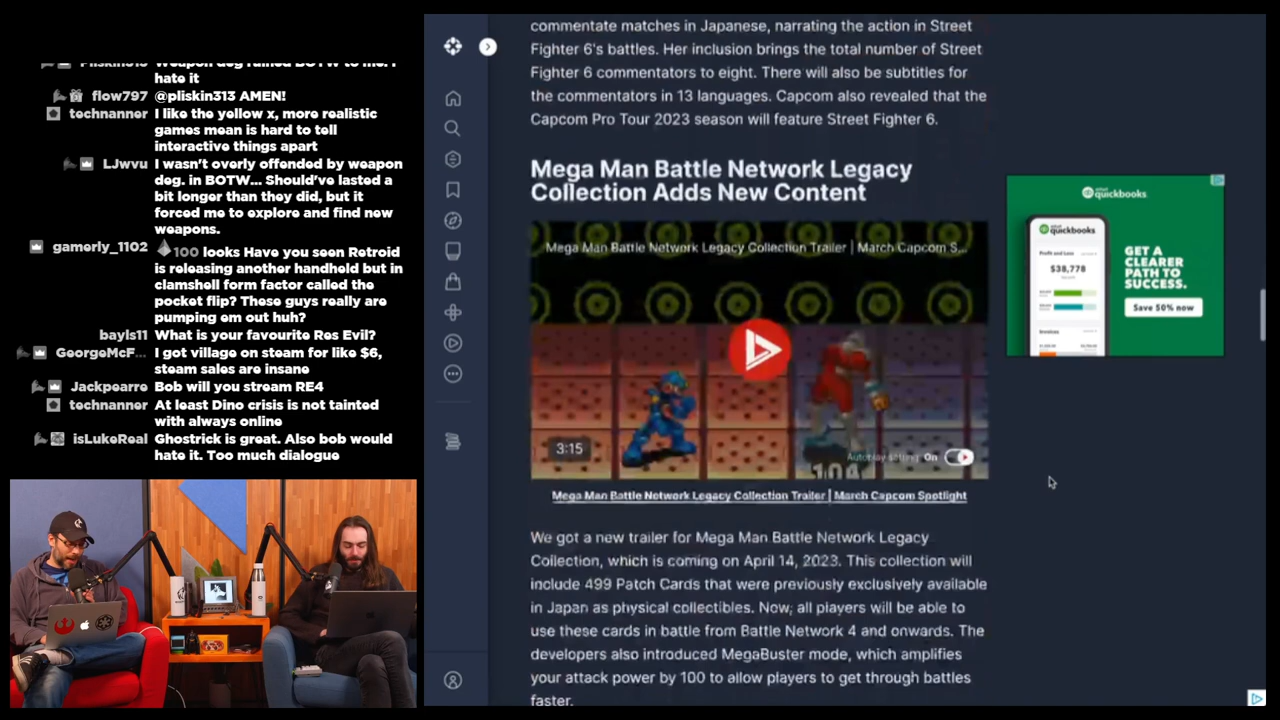 hate it
flow797 @pliskin313 AMEN!
technanner I like the yellow x, more realistic
games mean is hard to tell
interactive things apart
LJwvu I wasn't overly offended by weapon
deg. in BOTW... Should've lasted a
bit longer than they did, but it
forced me to explore and find new
weapons.
gamerly_1102 100 looks Have you seen antroid
is releasing another handheld but in
clamshell form factor called the
pocket flip? These guys really are
pumping em out huh?
bayls11 What is your favourite Res Evil?
GeorgeMcF... I got village on steam for like $6,
steam sales are insane
Jackpearre Bob will you stream RE4
technanner At least Dino crisis is not tainted
with always online
isLukeReal Ghostrick is great. Also bob would
hate it. Too much dialogue
commentate matches in Japanese, narrating the action in Street
Fighter 6's battles. Her inclusion brings the total number of Street
Fighter 6 commentators to eight. There will also be subtitles for
the commentators in 13 languages. Capcom also revealed that the
Capcom Pro Tour 2023 season will feature Street Fighter 6.
Mega Man Battle Network Legacy
Collection Adds New Content
Mega Man Battle Network Legacy Collection Trailer | March Capcom S...
3:15
Autoplay setting: On
104
Mega Man Battle Network Legacy Collection Trailer | March Capcom Spotlight
We got a new trailer for Mega Man Battle Network Legacy
Collection, which is coming on April 14, 2023. This collection will
include 499 Patch Cards that were previously exclusively available
in Japan as physical collectibles. Now, all players will be able to
use these cards in battle from Battle Network 4 and onwards. The
developers also introduced MegaBuster mode, which amplifies
your attack power by 100 to allow players to get through battles
faster.
quickbooks
quickbooks
Profit and Loss
$38,778
Invoices
GET A
CLEARER
PATH TO
SUCCESS.
Save 50% now